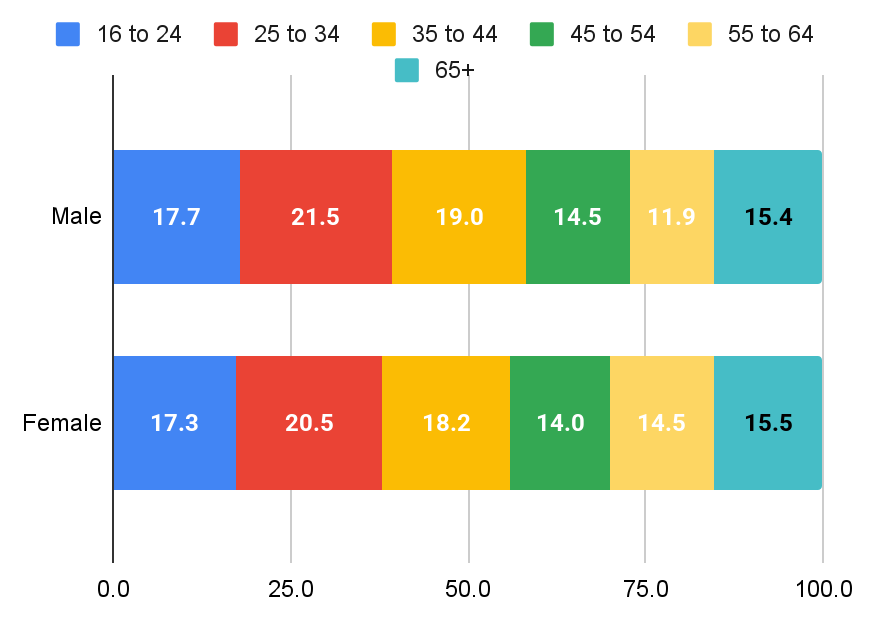 16 to 24 25 to 34 35 to 44 45 to 54 55 to 64
65+
Male 17.7 21.5 19.0 14.5 11.9 15.4
Female 17.3 20.5 18.2 14.0 14.5 15.5
0.0 25.0 50.0 75.0 100.0